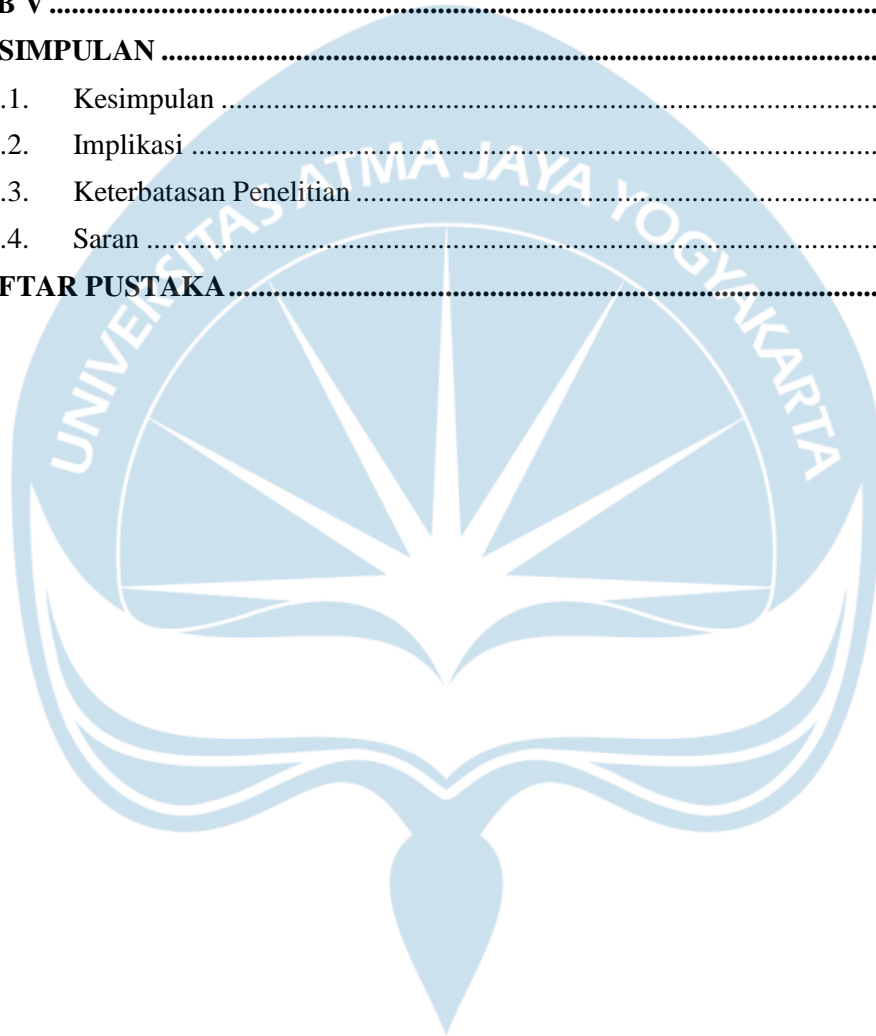 B V
SIMPULAN
.1. Kesimpulan
.2. Implikasi
.3. Keterbatasan Penelitian
.4. Saran
FTAR PUSTAKA
UNIVERSITAS ATMA JAYA YOGYAKARTA